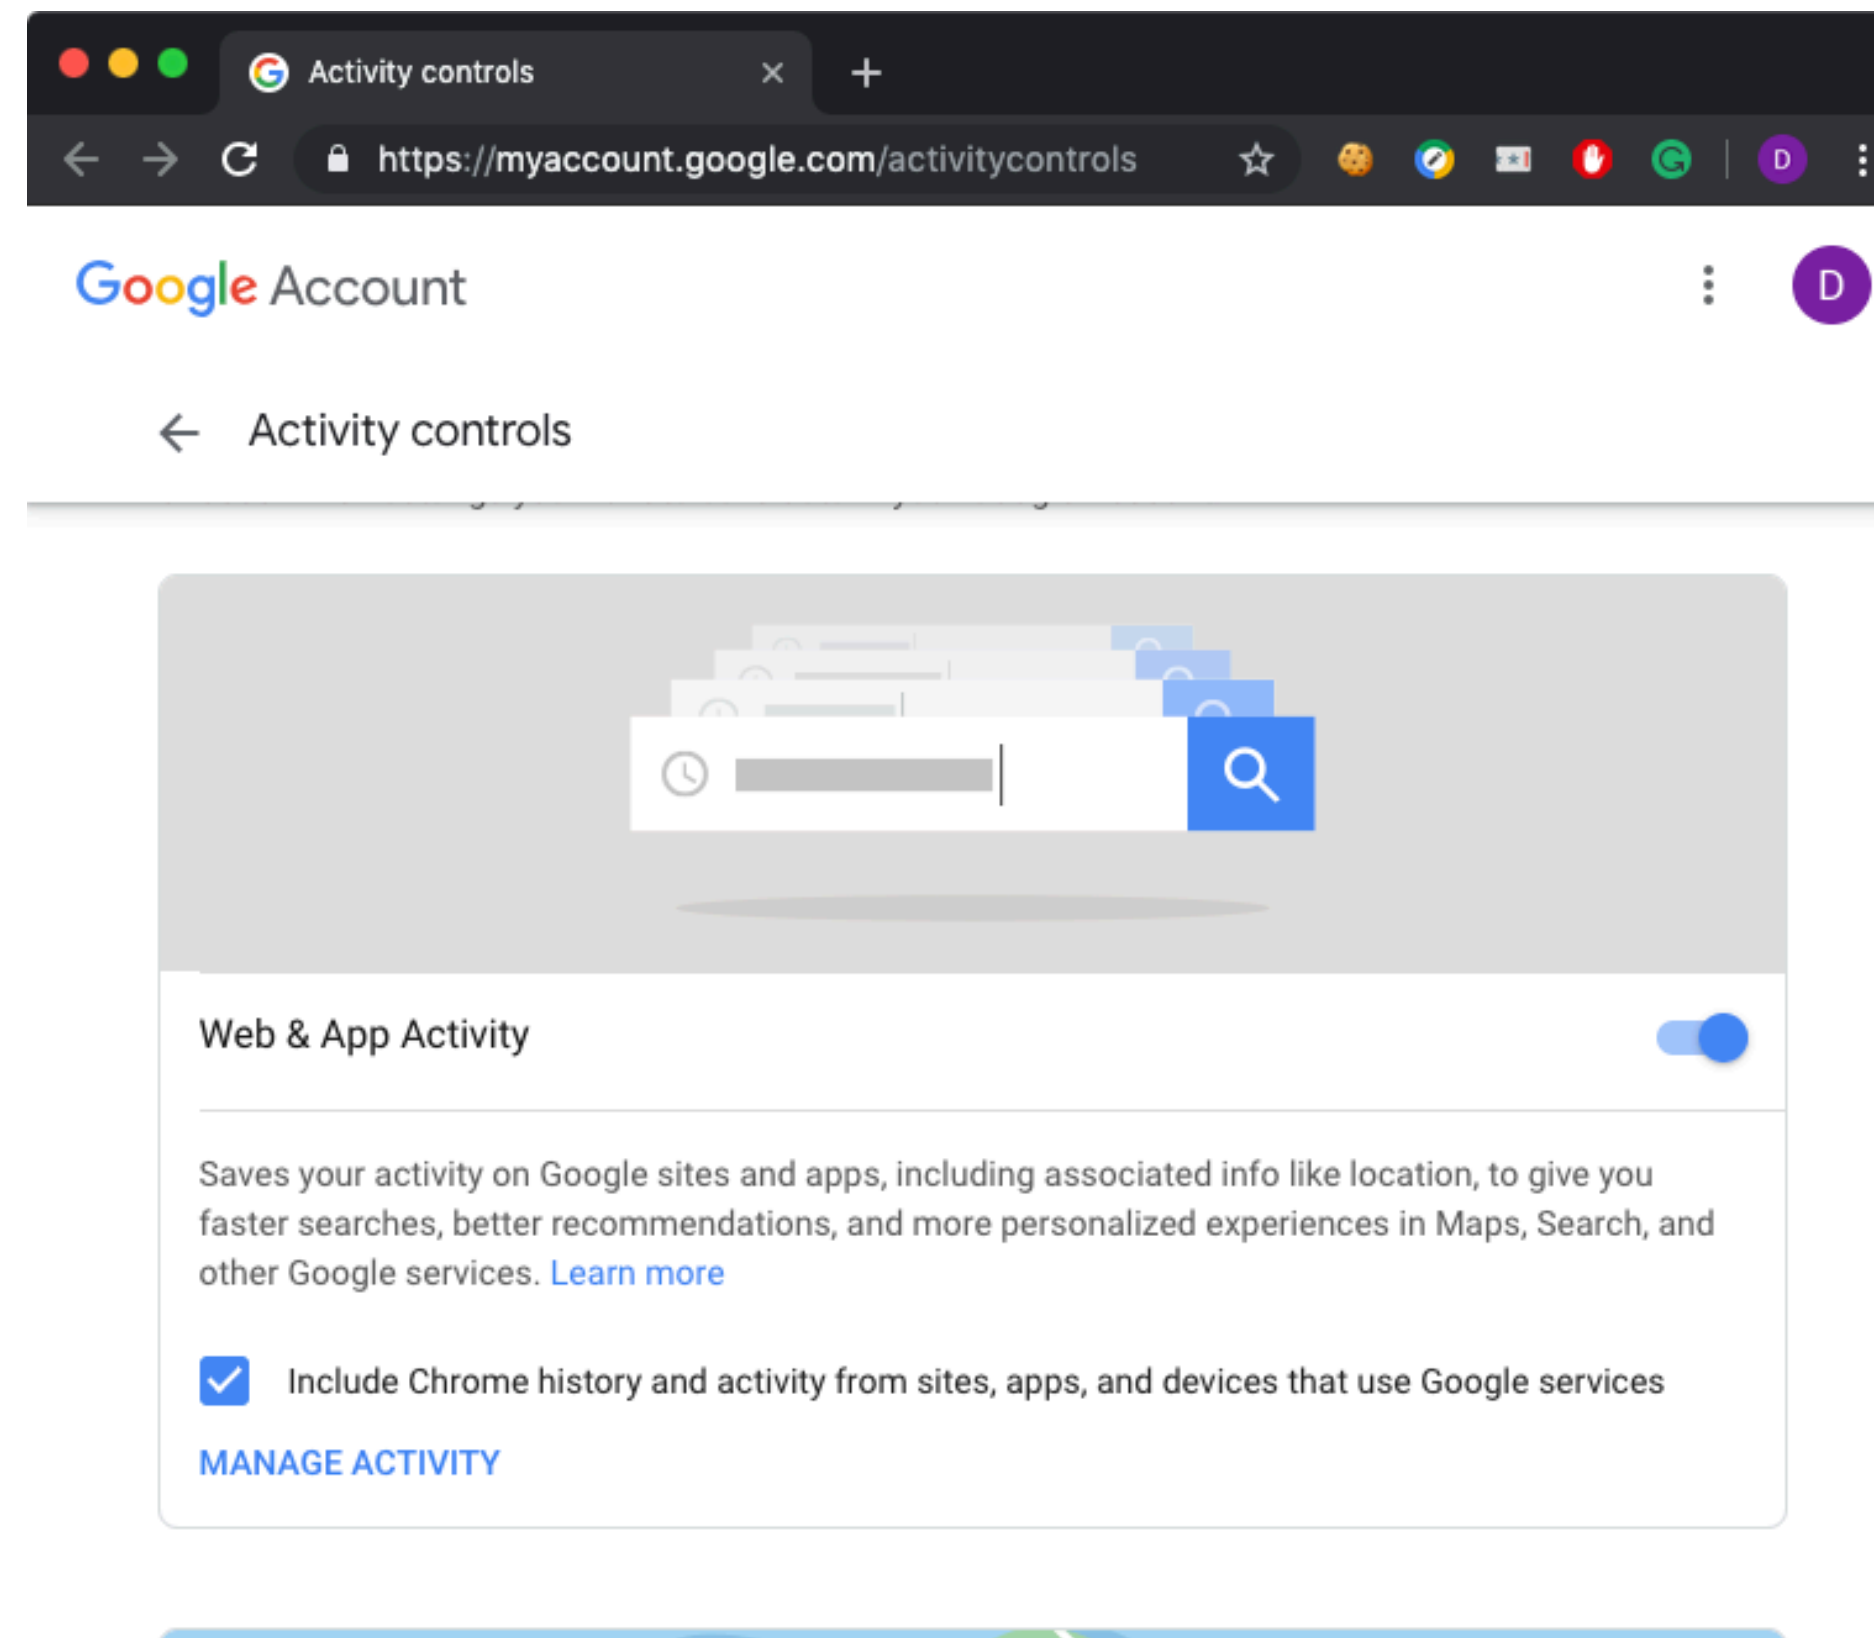 Activity controls
https://myaccount.google.com/activitycontrols
D
Google Account
D
Activity controls
Web & App Activity
Saves your activity on Google sites and apps, including associated info like location, to give you
faster searches, better recommendations, and more personalized experiences in Maps, Search, and
other Google services. Learn more
Include Chrome history and activity from sites, apps, and devices that use Google services
MANAGE ACTIVITY